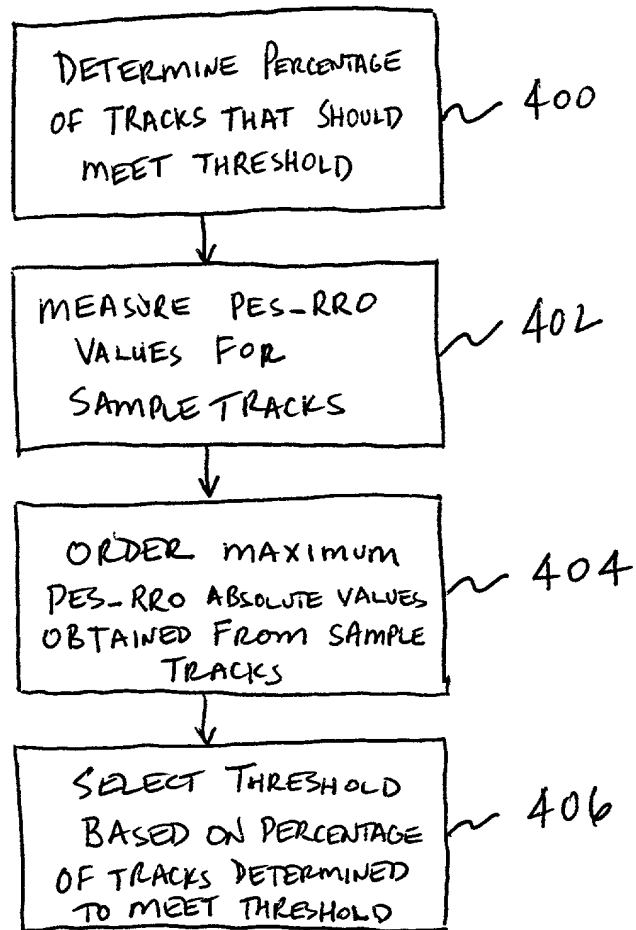 DETERMINE PERCENTAGE
OF TRACKS THAT SHOULD
MEET THRESHOLD
400
MEASURE PES_RRO
VALUES FOR
SAMPLE TRACKS
402
ORDER MAXIMUM
PES_RRO ABSOLUTE VALUES
OBTAINED FROM SAMPLE
TRACKS
404
SELECT THRESHOLD
BASED ON PERCENTAGE
OF TRACKS DETERMINED
TO MEET THRESHOLD
406